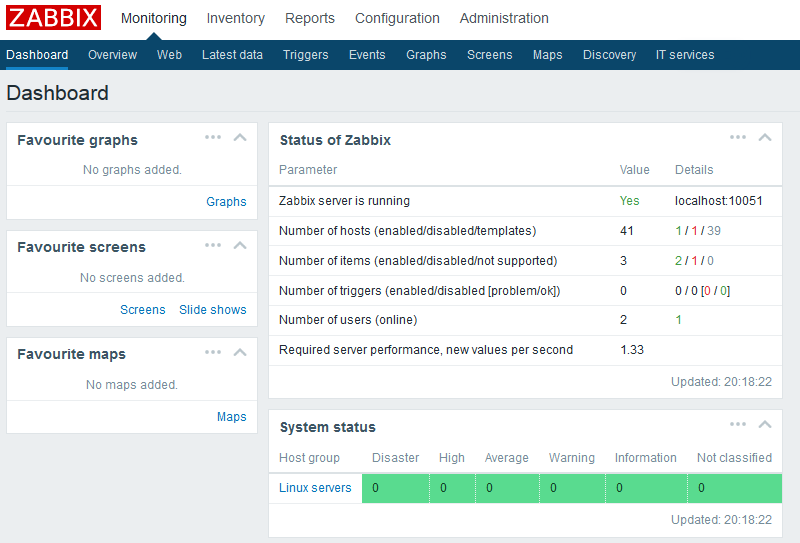 ZABBIX Monitoring Inventory Reports Configuration Administration
Dashboard Overview Web Latest data Triggers Events Graphs Screens Maps Discovery IT services
Dashboard
Favourite graphs
No graphs added.
Graphs
Favourite screens
No screens added.
Screens Slide shows
Favourite maps
No maps added.
Maps
Status of Zabbix
Parameter Value Details
Zabbix server is running Yes localhost:10051
Number of hosts (enabled/disabled/templates) 41 1 / 1 / 39
Number of items (enabled/disabled/not supported) 3 2 / 1 / 0
Number of triggers (enabled/disabled [problem/ok]) 0 0 / 0 [0 / 0]
Number of users (online) 2 1
Required server performance, new values per second 1.33
Updated: 20:18:22
System status
Host group Disaster High Average Warning Information Not classified
Linux servers 0 0 0 0 0 0
Updated: 20:18:22